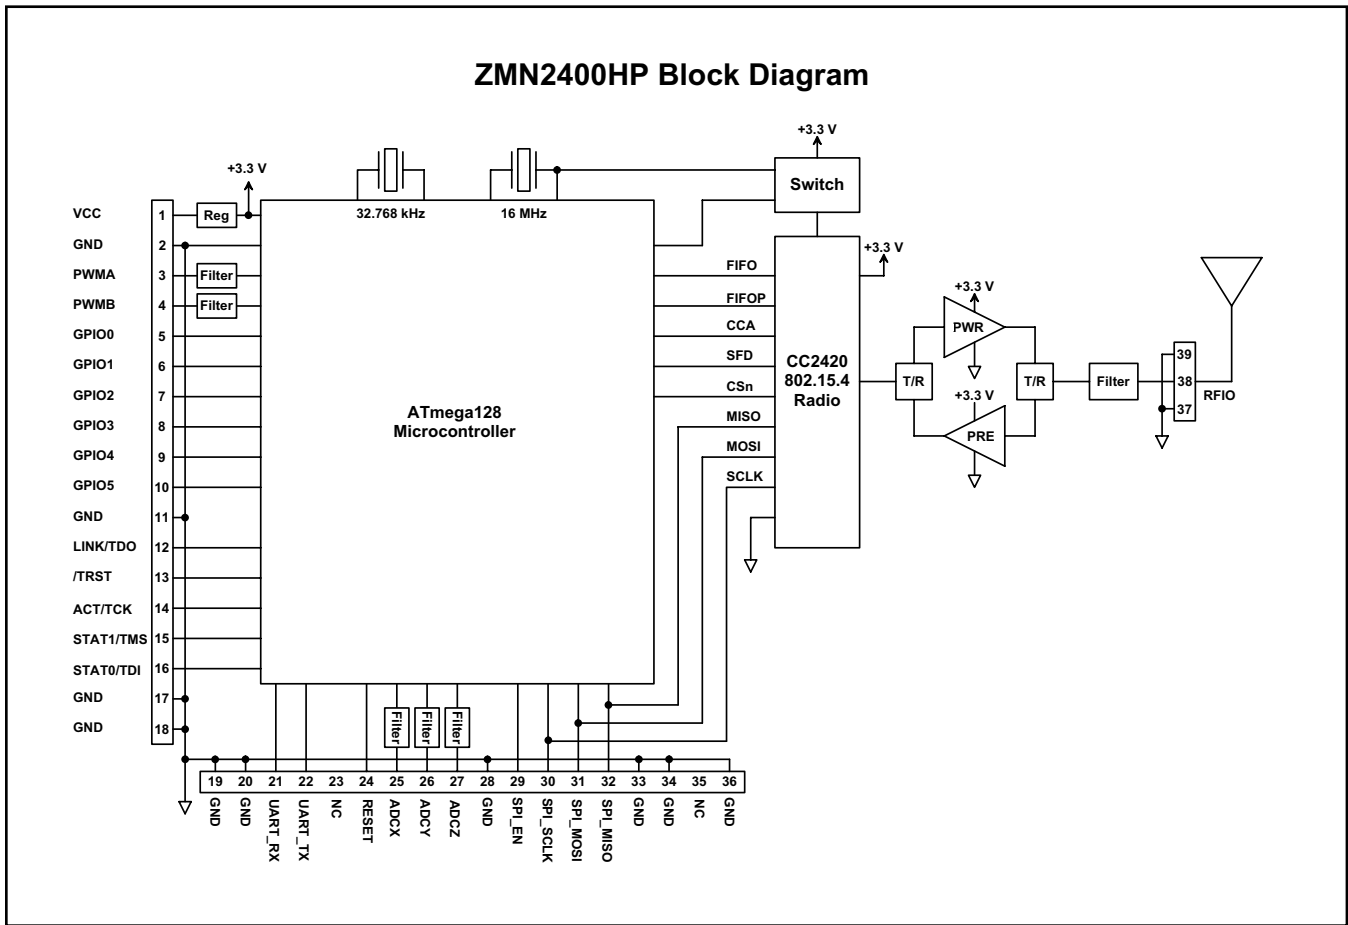 ZMN2400HP Block Diagram
+3.3 V
+3.3 V
Switch
32.768 kHz
16 MHz
VCC 1 Reg
GND 2
PWMA 3 Filter
PWMB 4 Filter
GPIO0 5
GPIO1 6
GPIO2 7
GPIO3 8
GPIO4 9
GPIO5 10
GND 11
LINK/TDO 12
/TRST 13
ACT/TCK 14
STAT1/TMS 15
STAT0/TDI 16
GND 17
GND 18
ATmega128
Microcontroller
FIFO
FIFOP
CCA
SFD
CSn
MISO
MOSI
SCLK
CC2420
802.15.4
Radio
+3.3 V
+3.3 V
PWR
T/R
T/R
+3.3 V
PRE
Filter
39
38
37
RFIO
Filter
Filter
Filter
19 20 21 22 23 24 25 26 27 28 29 30 31 32 33 34 35 36
GND
GND
UART_RX
UART_TX
NC
RESET
ADCX
ADCY
ADCZ
GND
SPI_EN
SPI_SCLK
SPI_MOSI
SPI_MISO
GND
GND
NC
GND